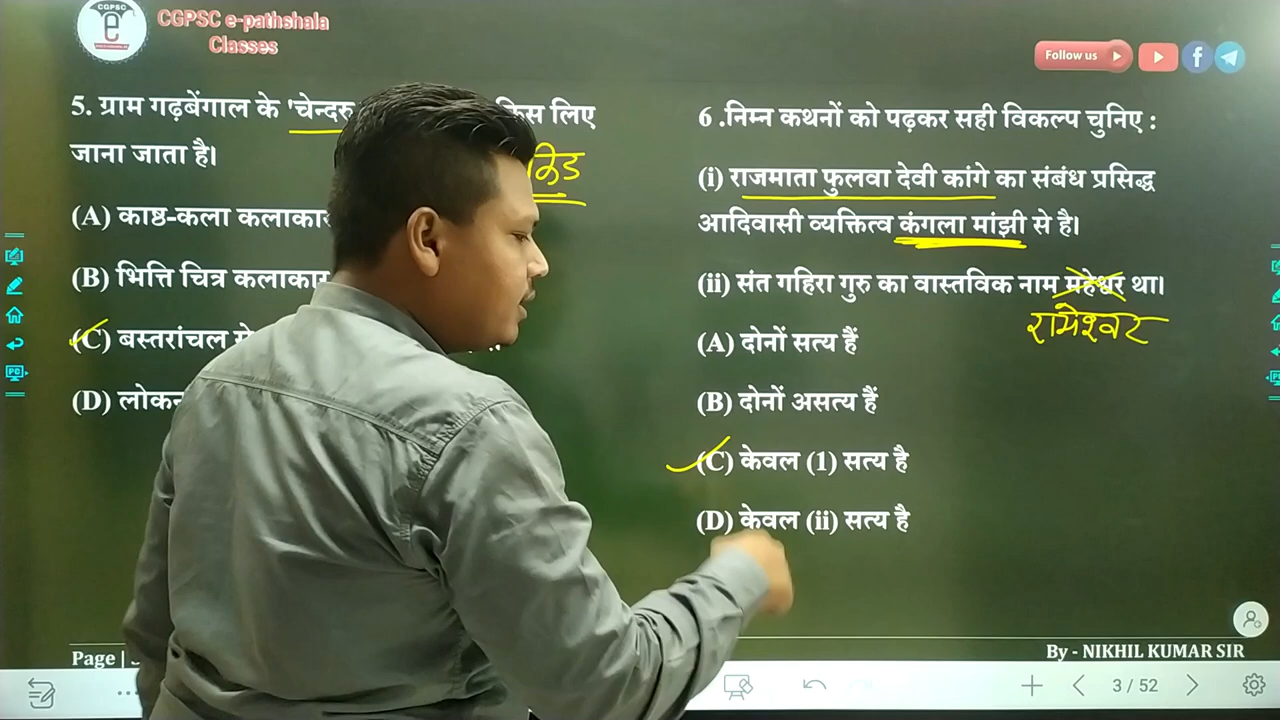 CGPSC
e
CGPSC e-pathshala
Classes
Follow us
5. ग्राम गढ़बेंगाल के 'चेन्दरु किस लिए
जाना जाता है।
(A) काष्ठ-कला कलाकार
(B) भित्ति चित्र कलाकार
(C) बस्तरांचल
(D)
6 .निम्न कथनों को पढ़कर सही विकल्प चुनिए :
(i) राजमाता फुलवा देवी कांगे का संबंध प्रसिद्ध
आदिवासी व्यक्तित्व कंगला मांझी से है।
(ii) संत गहिरा गुरु का वास्तविक नाम महेश्वर था।
रामेश्वर
(A) दोनों सत्य हैं
(B) दोनों असत्य हैं
(C) केवल (1) सत्य है
(D) केवल (ii) सत्य है
Page |
By - NIKHIL KUMAR SIR
3 / 52